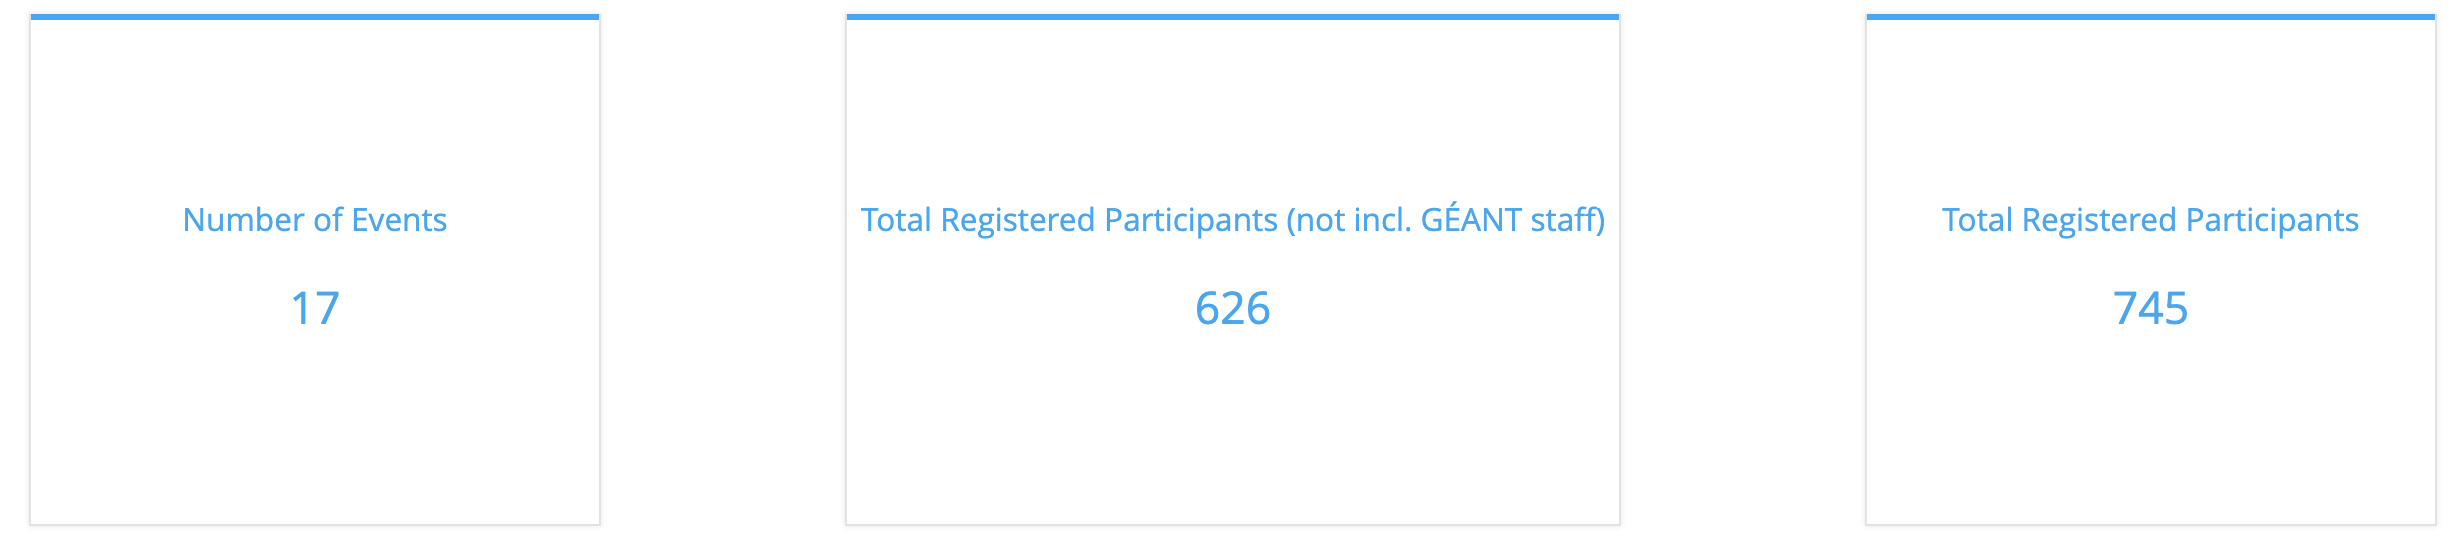 Number of Events
17
Total Registered Participants (not incl. GÉANT staff)
626
Total Registered Participants
745